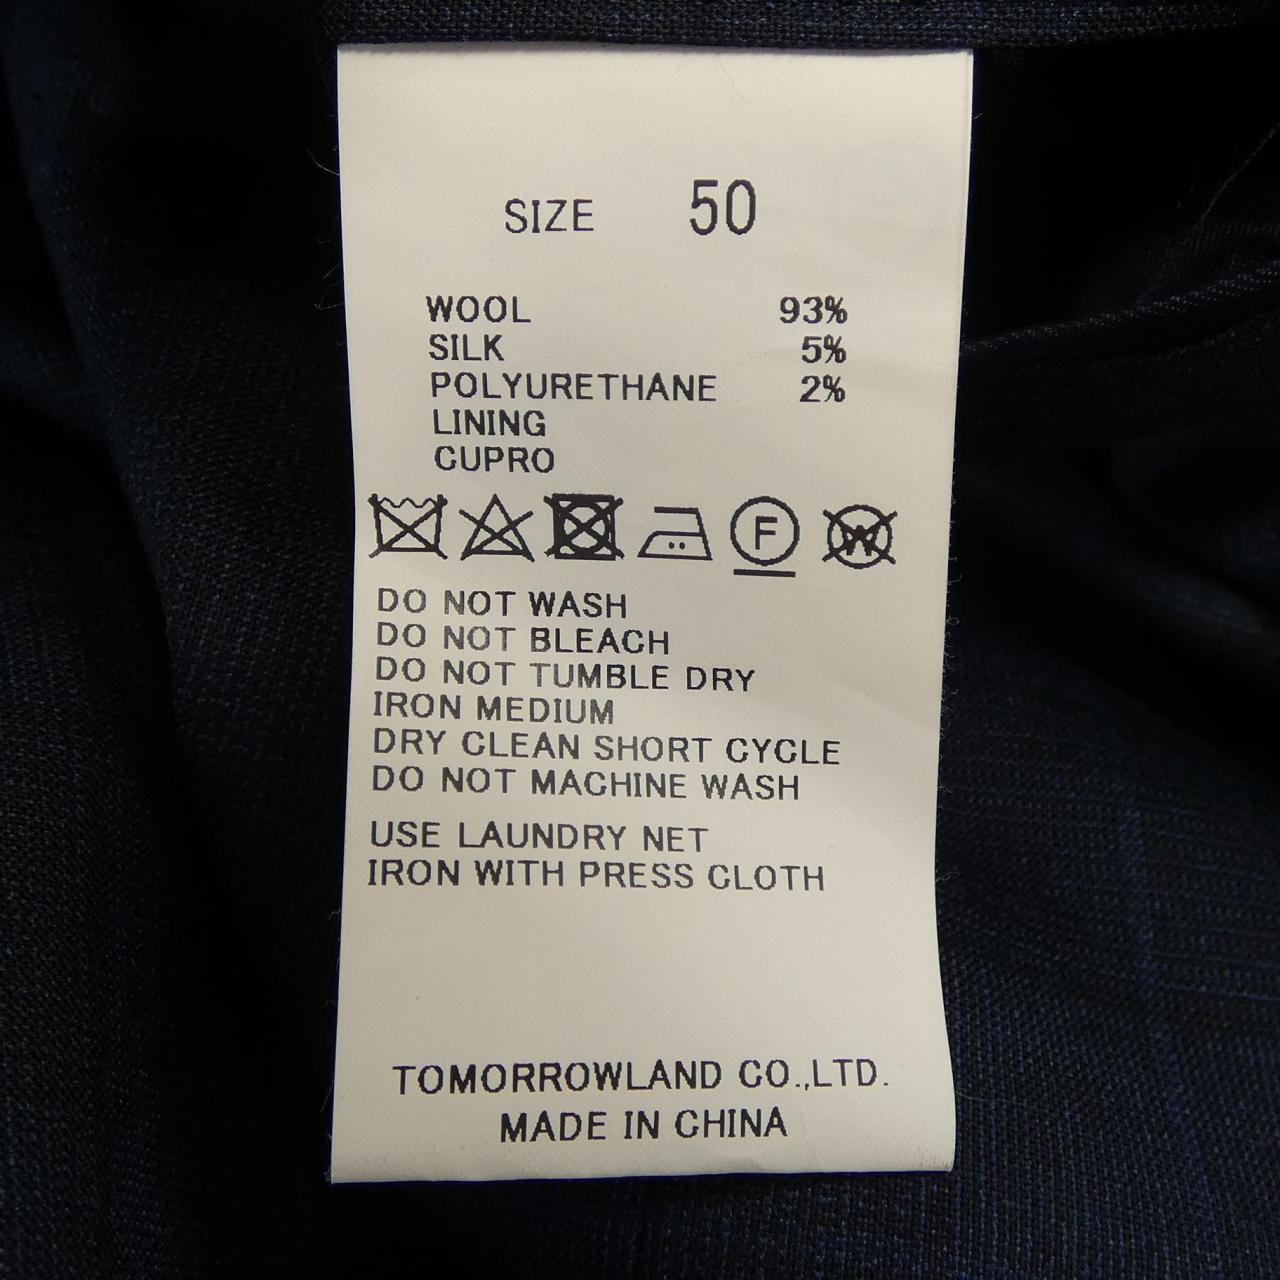 SIZE 50
WOOL 93%
SILK 5%
POLYURETHANE 2%
LINING
CUPRO
F W
DO NOT WASH
DO NOT BLEACH
DO NOT TUMBLE DRY
IRON MEDIUM
DRY CLEAN SHORT CYCLE
DO NOT MACHINE WASH
USE LAUNDRY NET
IRON WITH PRESS CLOTH
TOMORROWLAND CO.,LTD.
MADE IN CHINA